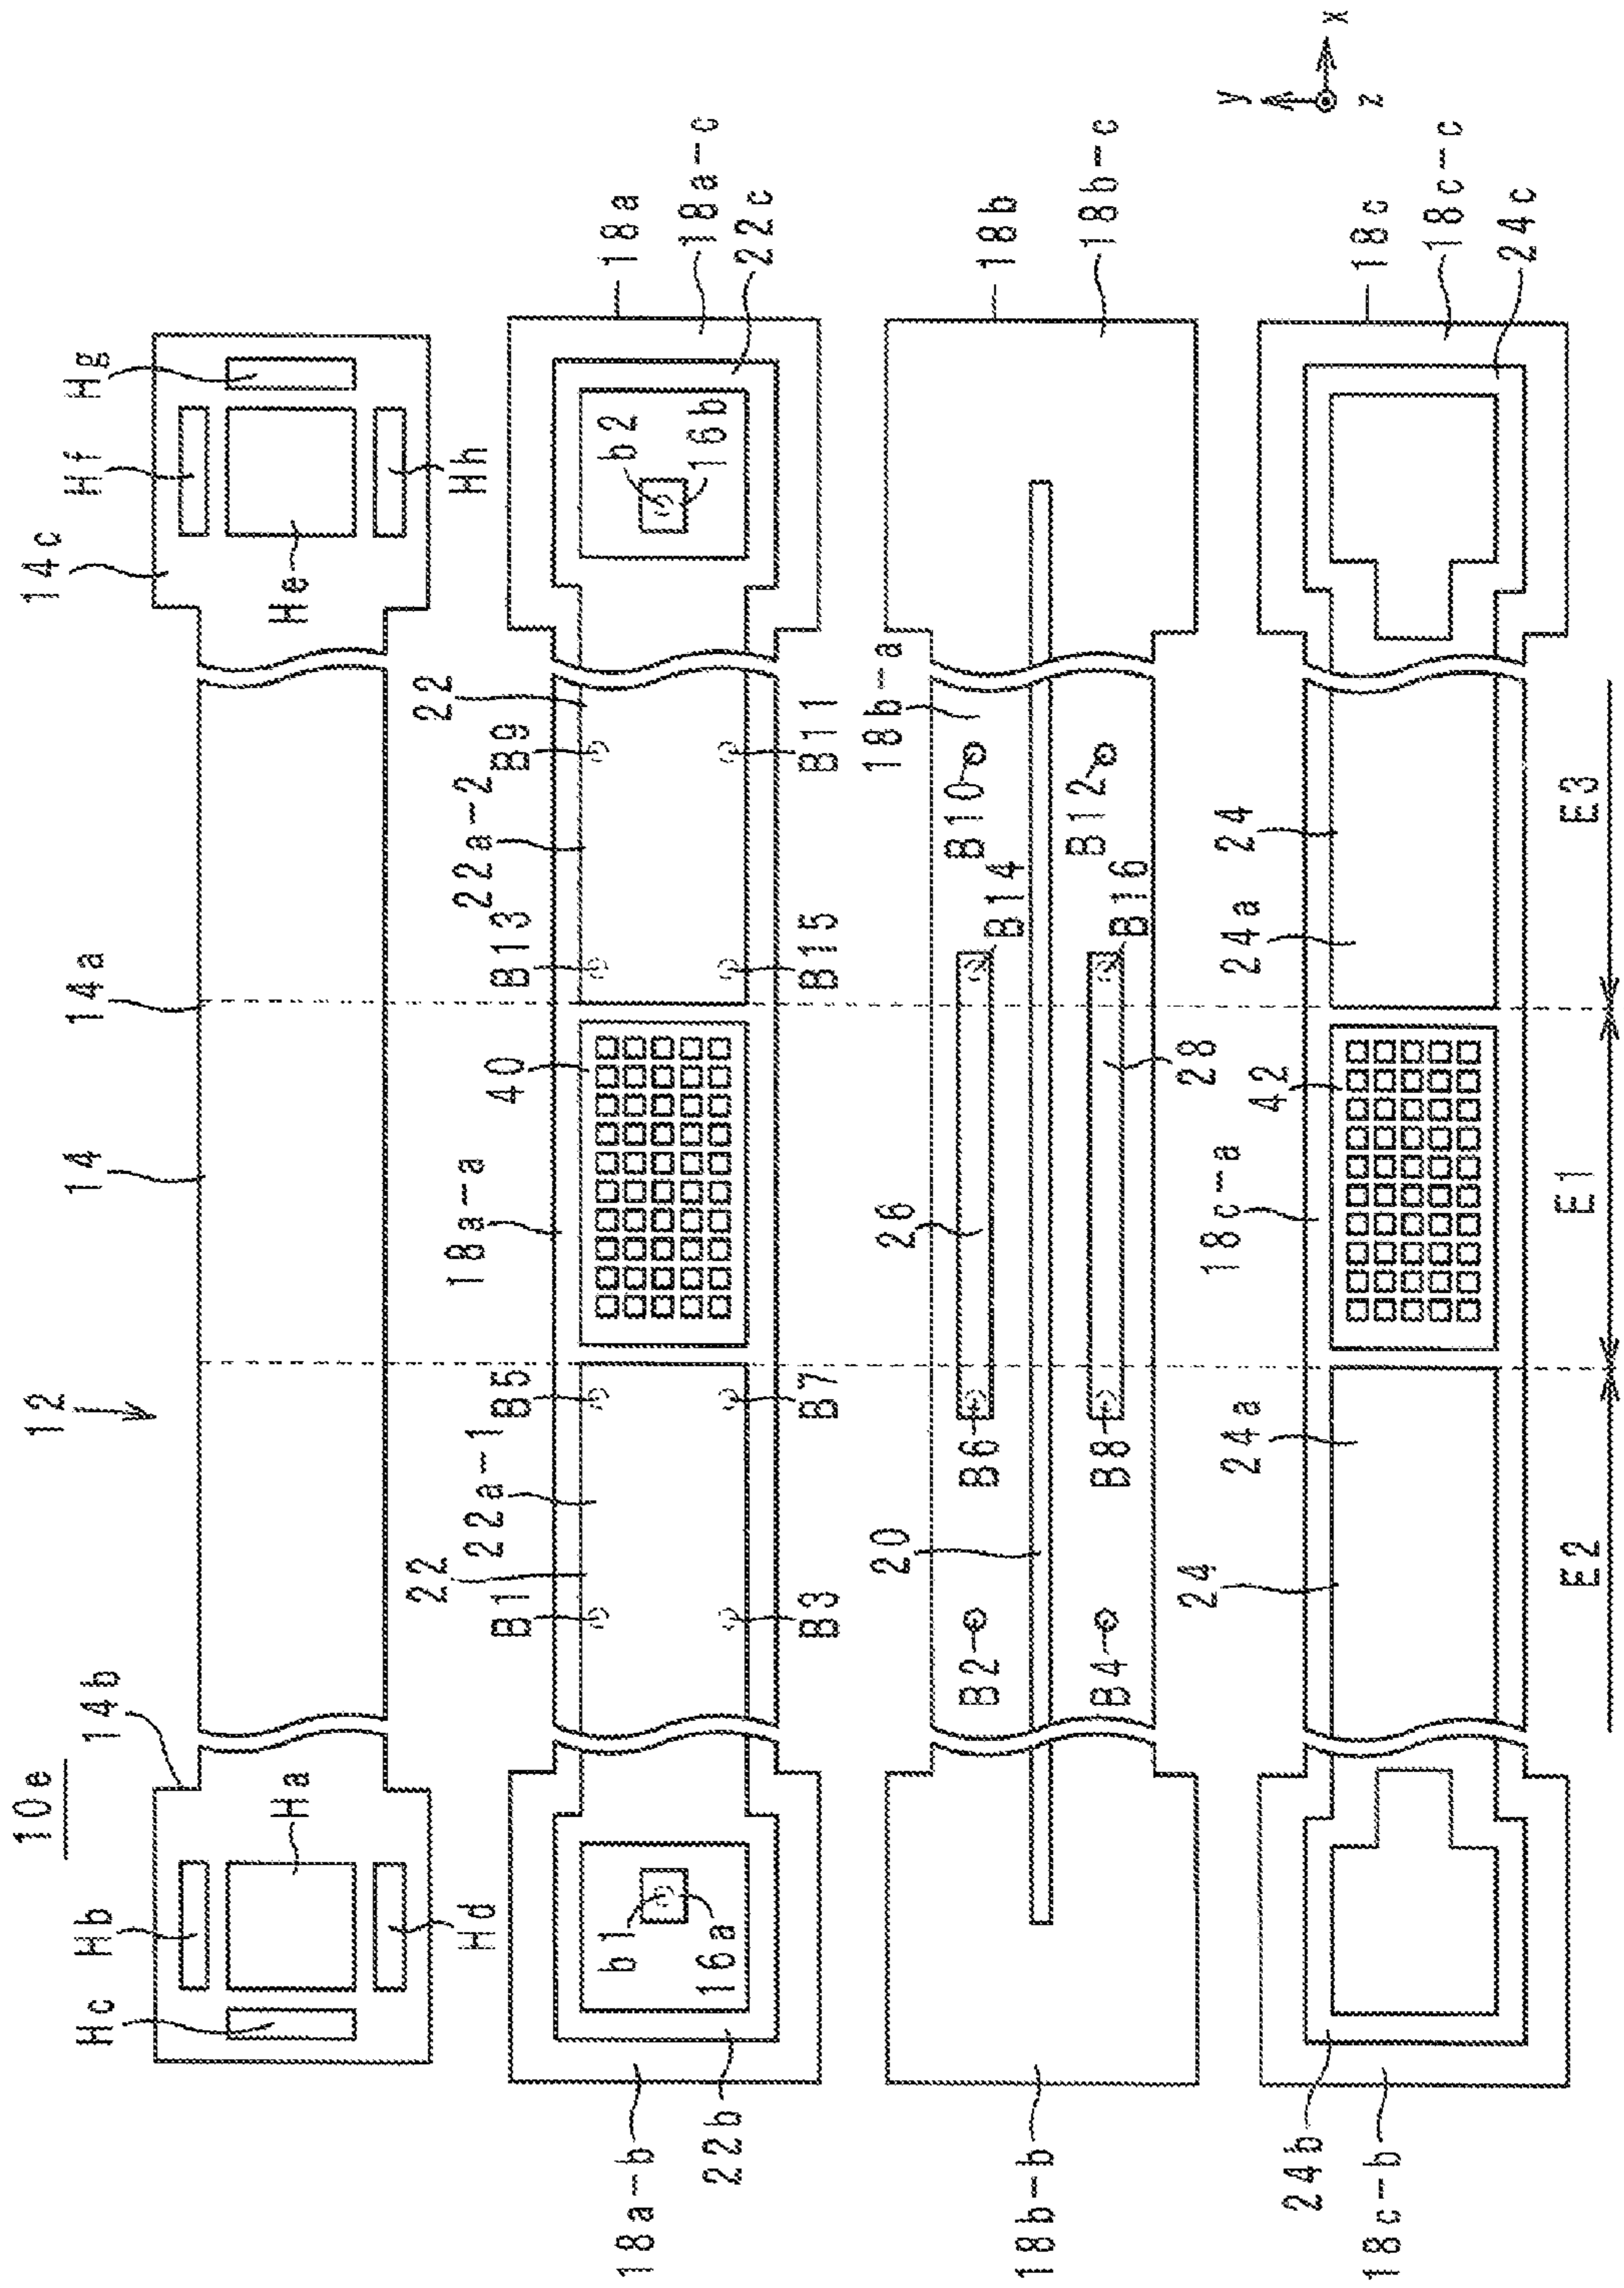 10e
12
14
14a
14c
Hc
Hb
Ha
14b
He
Hf
Hg
Hd
Hh
18a-b
22b
16a
b1
22
22a-1
B1
B5
18a-a
40
B13
22a-2
B9
22
b2
16b
18a
18a-c
22c
B3
B7
B15
B11
18b-b
20
B2
B4
B6
B8
26
28
B14
B16
B10
B12
18b-a
18b
18b-c
24b
18c-b
24
24a
18c-a
42
24a
24
18c
18c-c
24c
E2
E1
E3
y
z
x